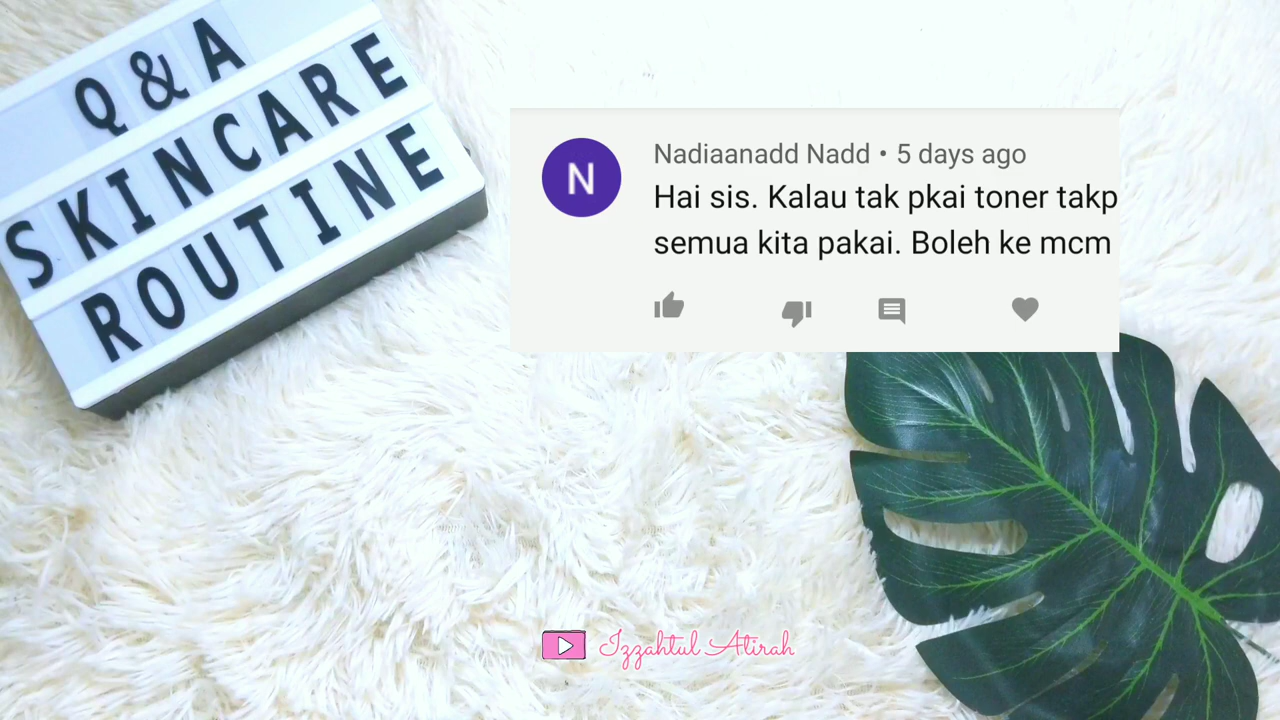 Q&A
SKINCARE
ROUTINE
N
Nadiaanadd Nadd • 5 days ago
Hai sis. Kalau tak pkai toner takp
semua kita pakai. Boleh ke mcm
Izzahtul Atirah